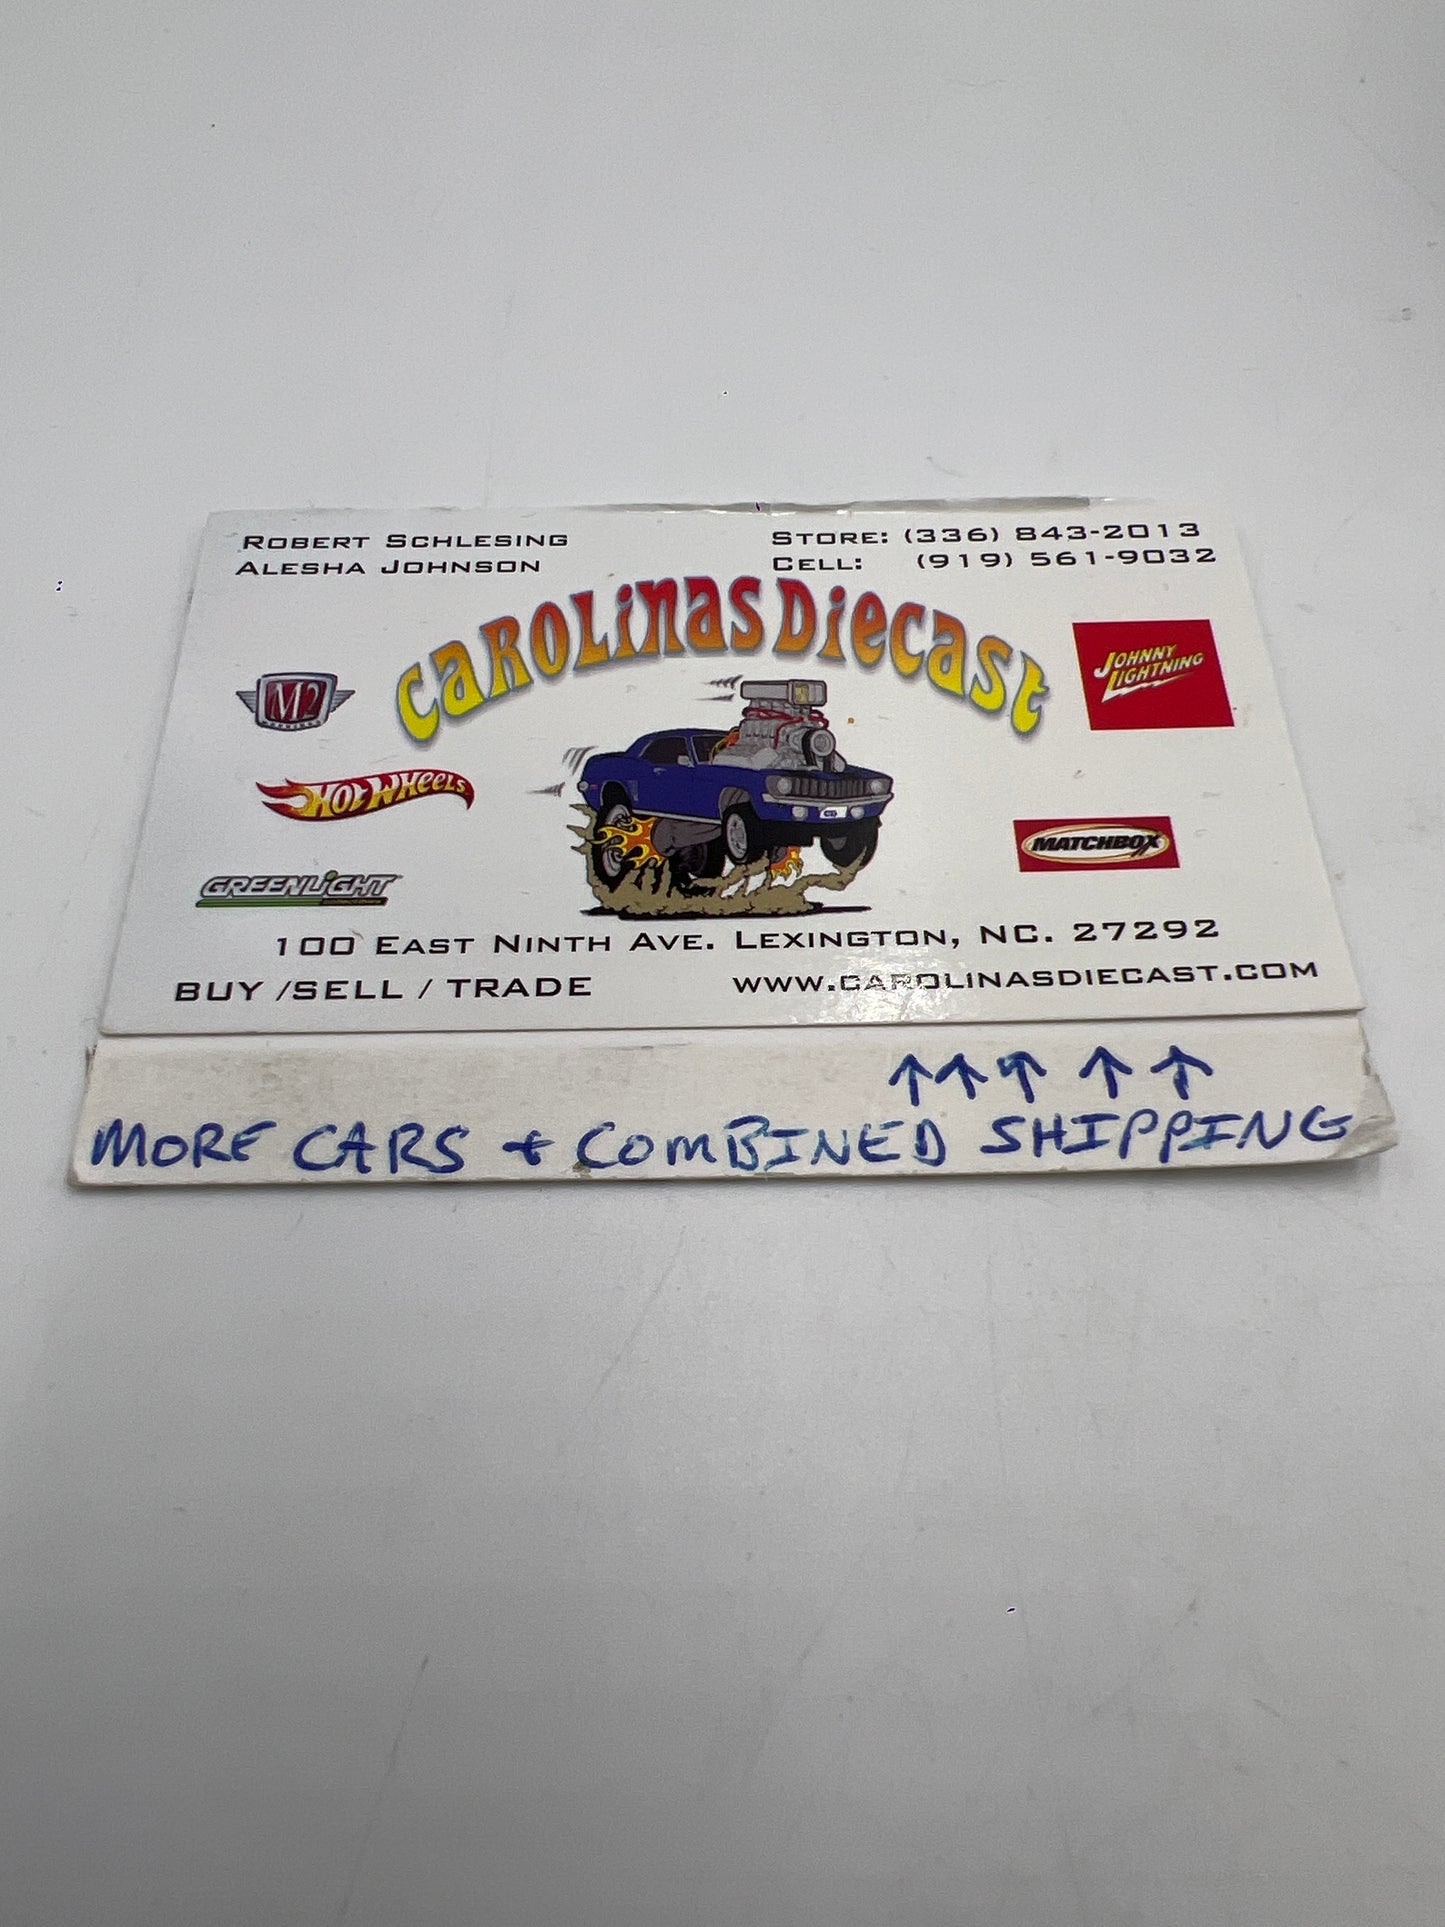 ROBERT SCHLESING
ALESHA JOHNSON
STORE: (336) 843-2013
CELL: (919) 561-9032
CAROLINAS DIECAST
M2
JOHNNY
LIGHTNING
HOT WHEELS
MATCHBOX
GREENLIGHT
100 EAST NINTH AVE. LEXINGTON, NC. 27292
BUY /SELL / TRADE
WWW.CAROLINASDIECAST.COM
↑↑↑↑↑
MORE CARS + COMBINED SHIPPING